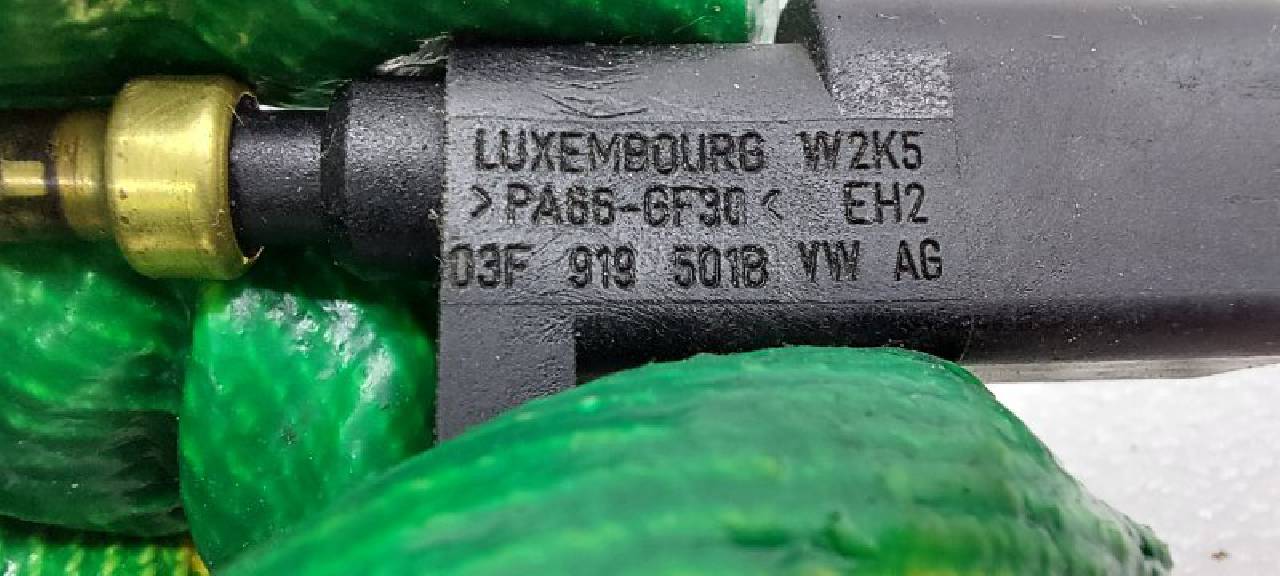 LUXEMBOURG W2K5
>PA66-GF30< EH2
03F 919 501B VW AG